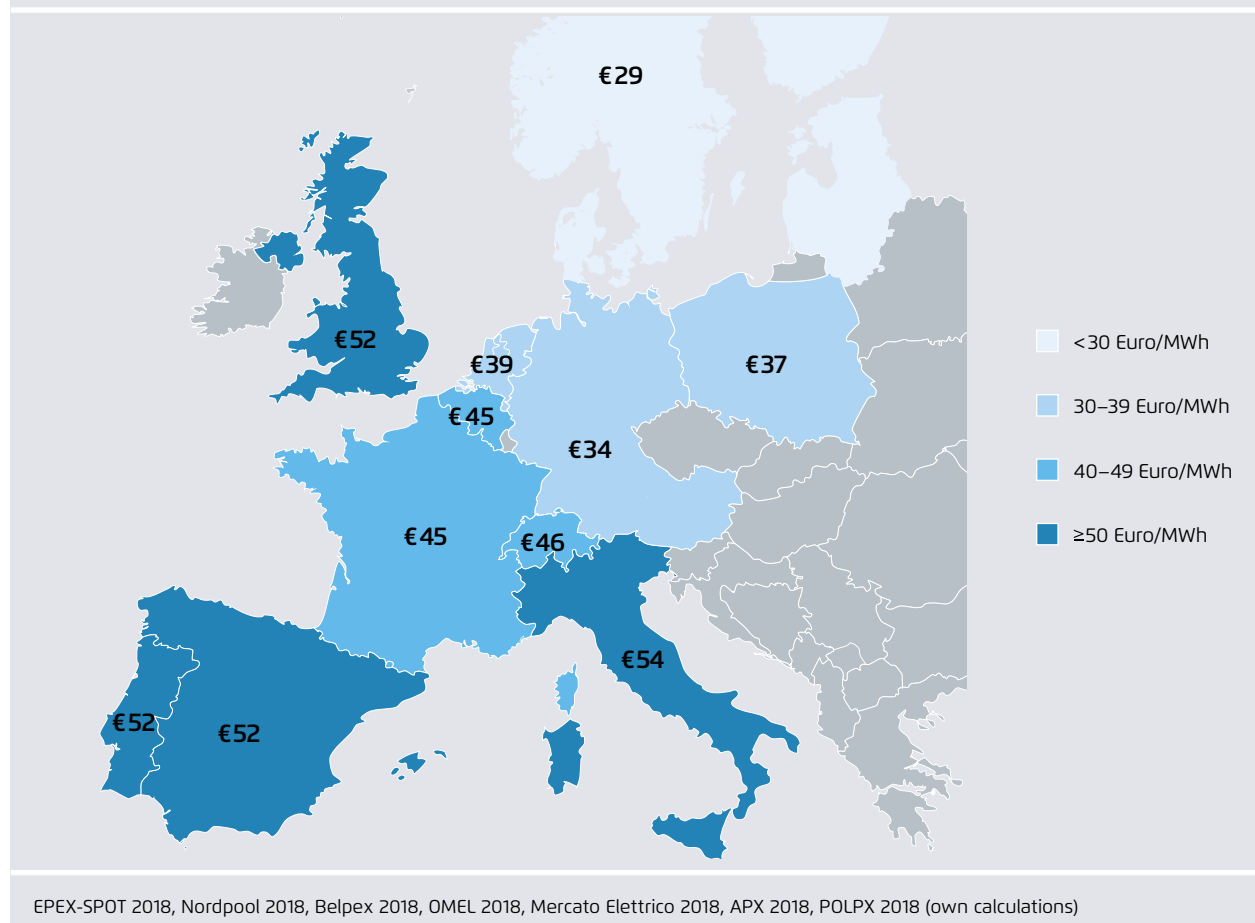 €29
€52
€39
€37
€45
€34
€45
€46
€54
€52
€52
<30 Euro/MWh
30–39 Euro/MWh
40–49 Euro/MWh
≥50 Euro/MWh
EPEX-SPOT 2018, Nordpool 2018, Belpex 2018, OMEL 2018, Mercato Elettrico 2018, APX 2018, POLPX 2018 (own calculations)